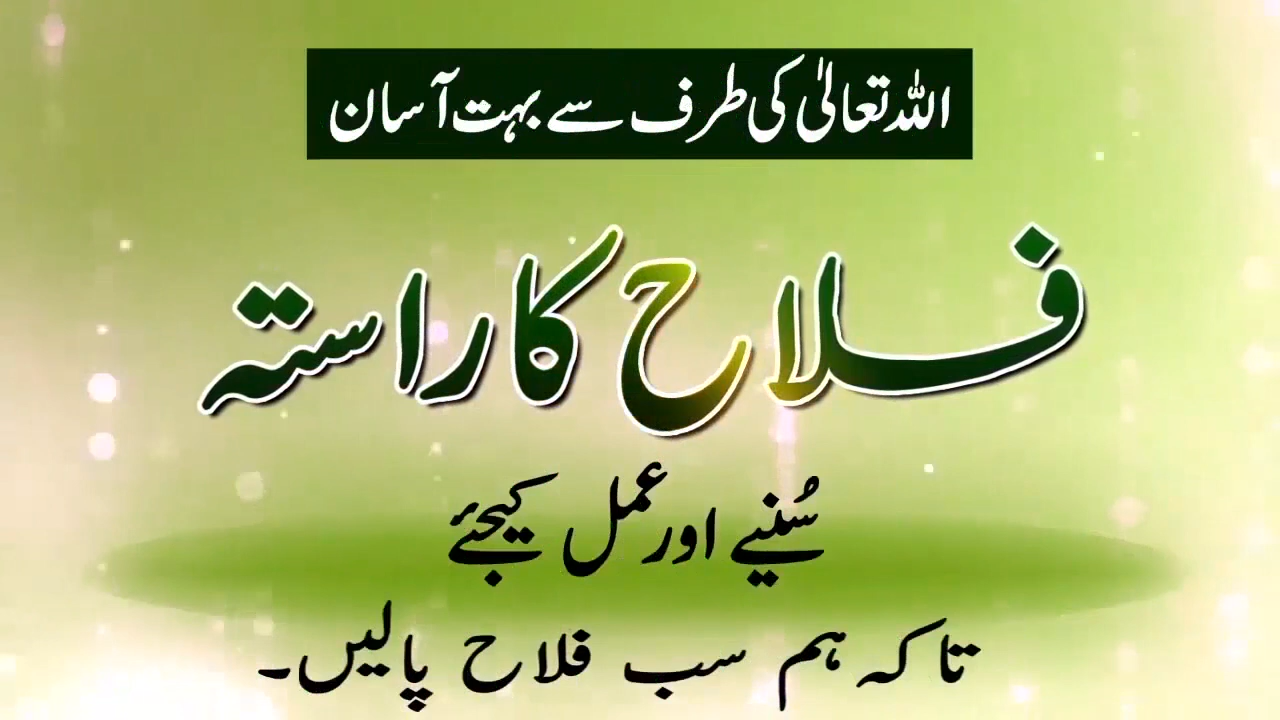 اللہ تعالیٰ کی طرف سے بہت آسان
فلاح کا راستہ
سُنیے اور عمل کیجئے
تاکہ ہم سب فلاح پالیں۔